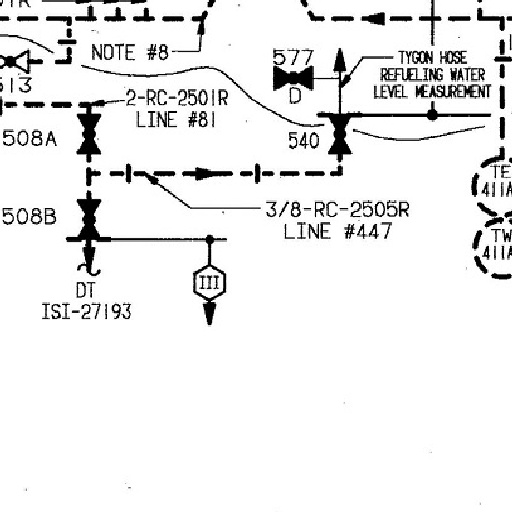 NOTE #8
577
D
TYGON HOSE
REFUELING WATER
LEVEL MEASUREMENT
513
2-RC-2501R
LINE #81
508A
540
TE
411A
508B
3/8-RC-2505R
LINE #447
TW
411A
III
DT
ISI-27193